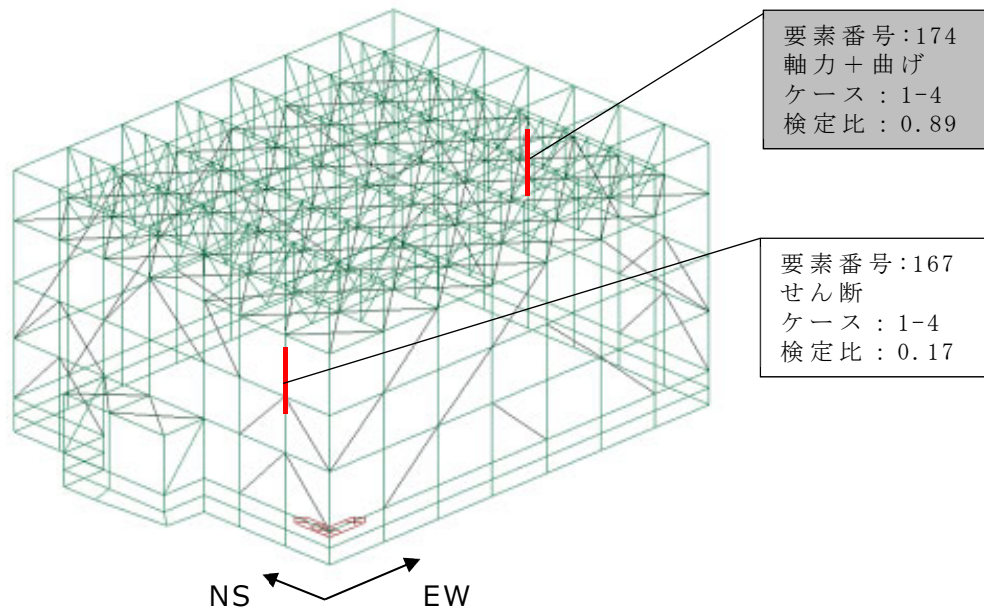 要素番号:174
軸力＋曲げ
ケース：1-4
検定比：0.89
要素番号:167
せん断
ケース：1-4
検定比：0.17
NS
EW